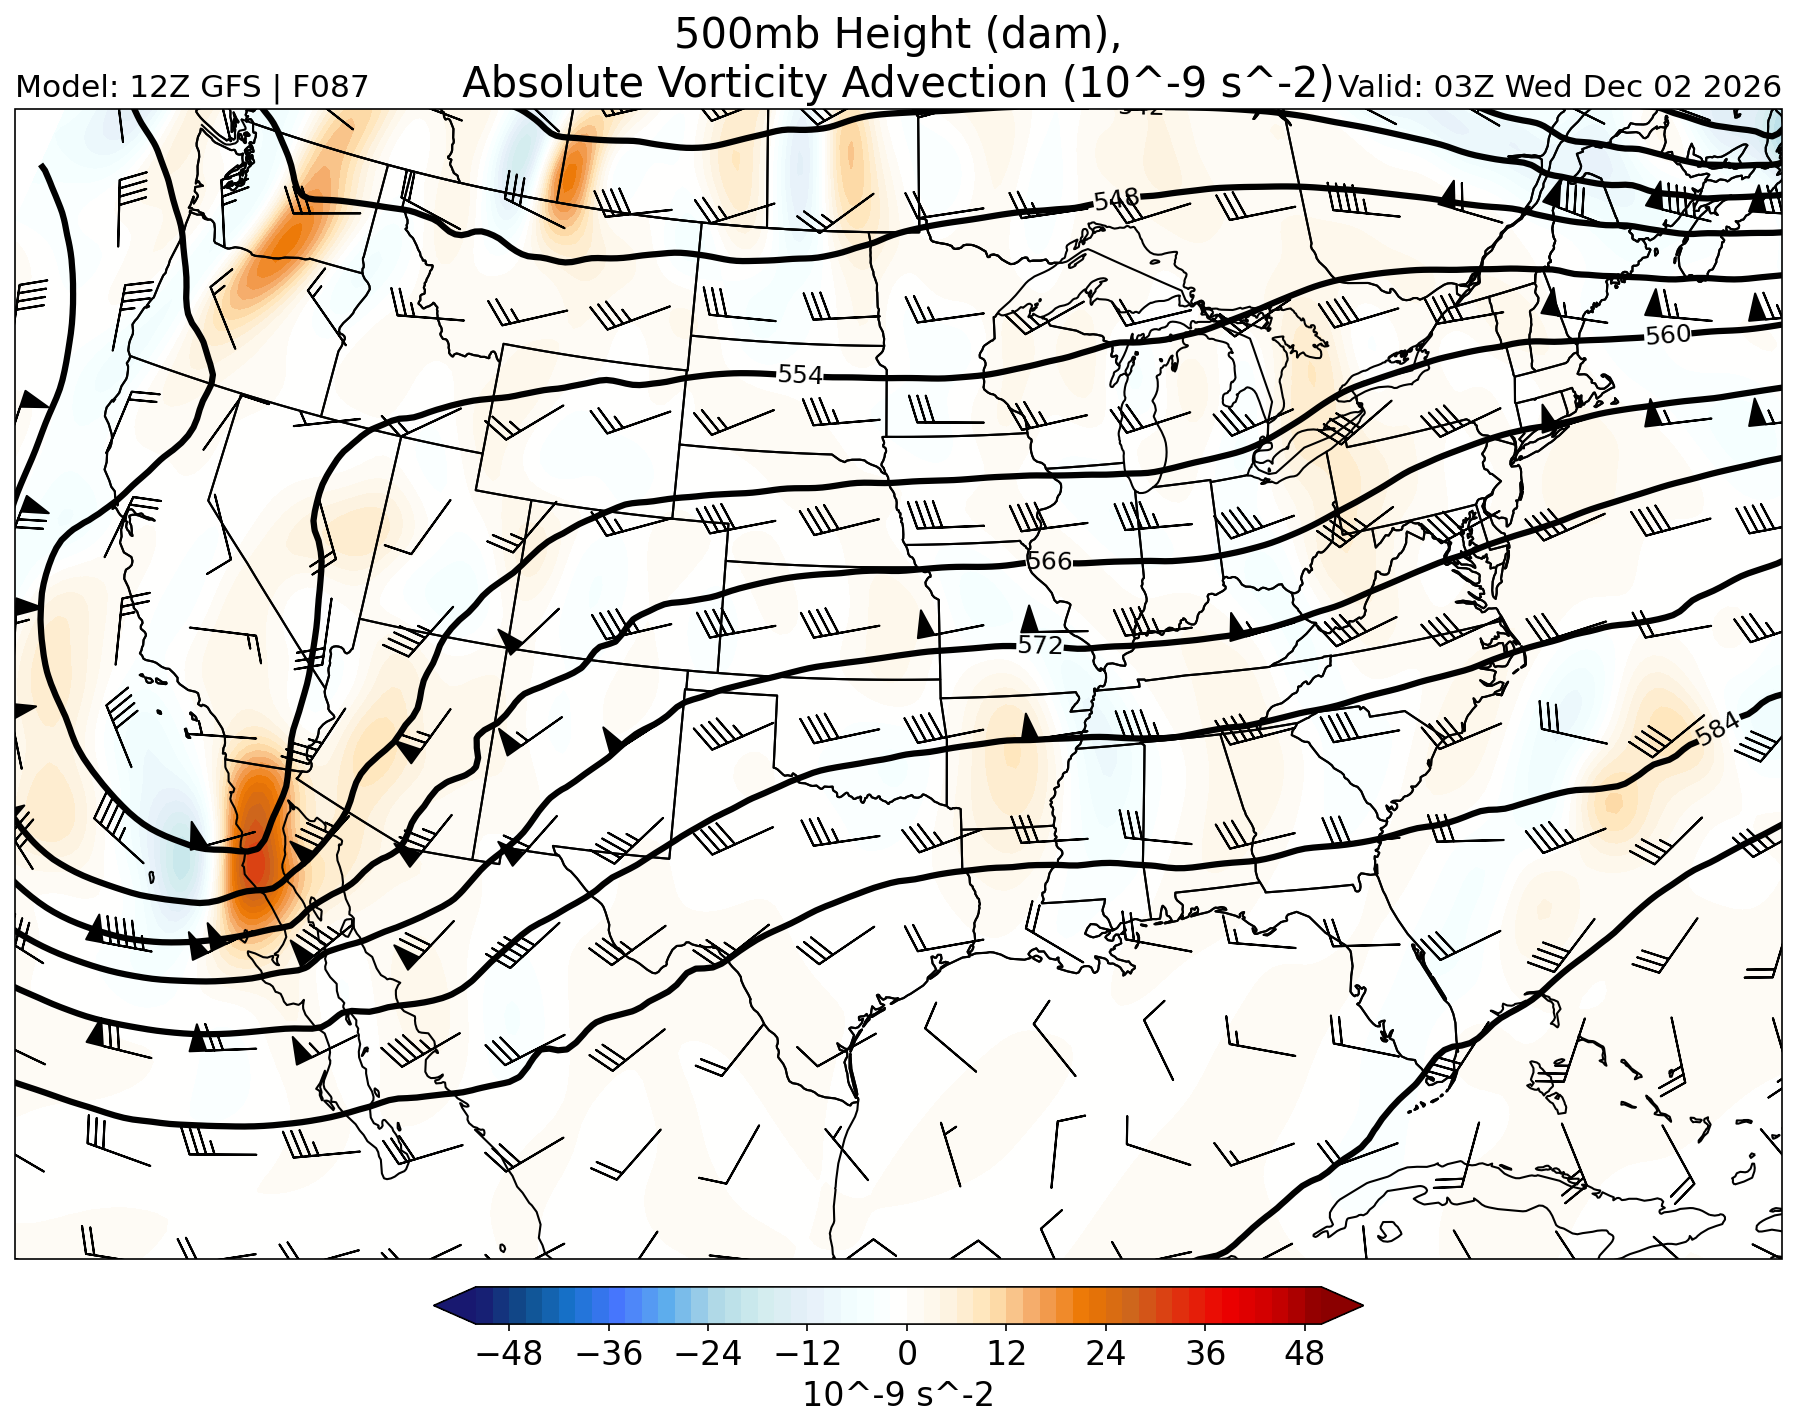 500mb Height (dam),
Model: 12Z GFS | F087
Absolute Vorticity Advection (10^-9 s^-2)
Valid: 03Z Wed Dec 02 2026
542
548
560
554
566
572
584
−48 −36 −24 −12 0 12 24 36 48
10^-9 s^-2